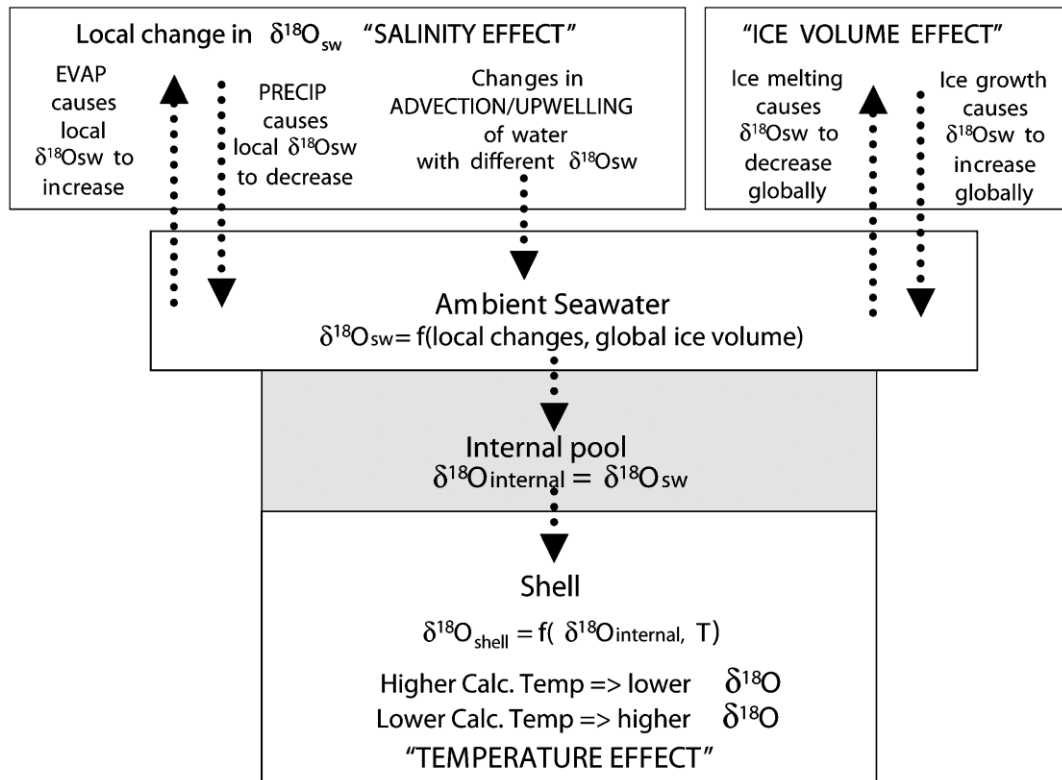 Local change in δ¹⁸Osw "SALINITY EFFECT"
EVAP
causes
local
δ¹⁸Osw to
increase
PRECIP
causes
local δ¹⁸Osw
to decrease
Changes in
ADVECTION/UPWELLING
of water
with different δ¹⁸Osw
"ICE VOLUME EFFECT"
Ice melting
causes
δ¹⁸Osw to
decrease
globally
Ice growth
causes
δ¹⁸Osw to
increase
globally
Ambient Seawater
δ¹⁸Osw = f(local changes, global ice volume)
Internal pool
δ¹⁸Ointernal = δ¹⁸Osw
Shell
δ¹⁸Oshell = f( δ¹⁸Ointernal, T)
Higher Calc. Temp => lower δ¹⁸O
Lower Calc. Temp => higher δ¹⁸O
"TEMPERATURE EFFECT"